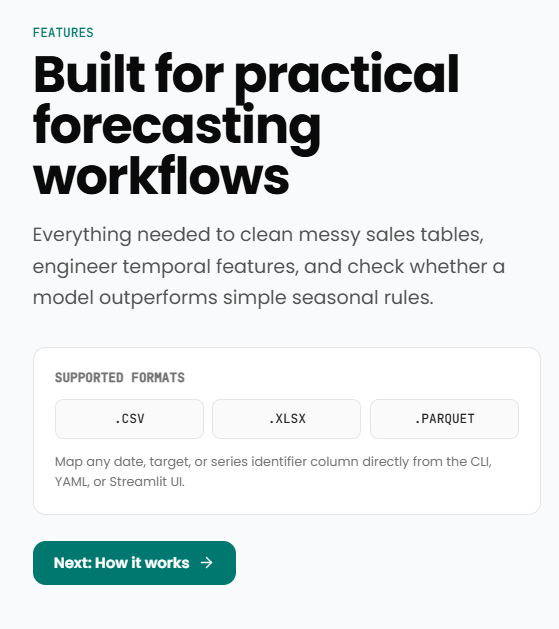 FEATURES
Built for practical
forecasting
workflows
Everything needed to clean messy sales tables,
engineer temporal features, and check whether a
model outperforms simple seasonal rules.
SUPPORTED FORMATS
.CSV
.XLSX
.PARQUET
Map any date, target, or series identifier column directly from the CLI,
YAML, or Streamlit UI.
Next: How it works →